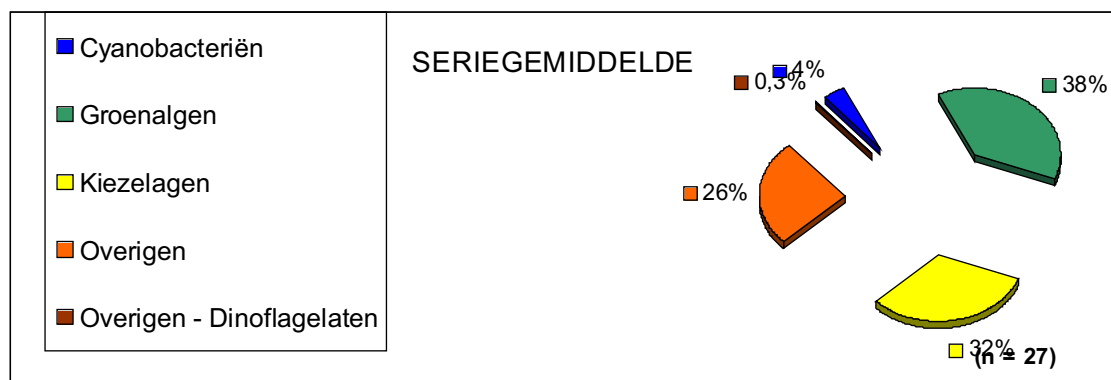 Cyanobacteriën
Groenalgen
Kiezelagen
Overigen
Overigen - Dinoflagelaten
SERIEGEMIDDELDE
0,3%
4%
38%
26%
32%
(n = 27)